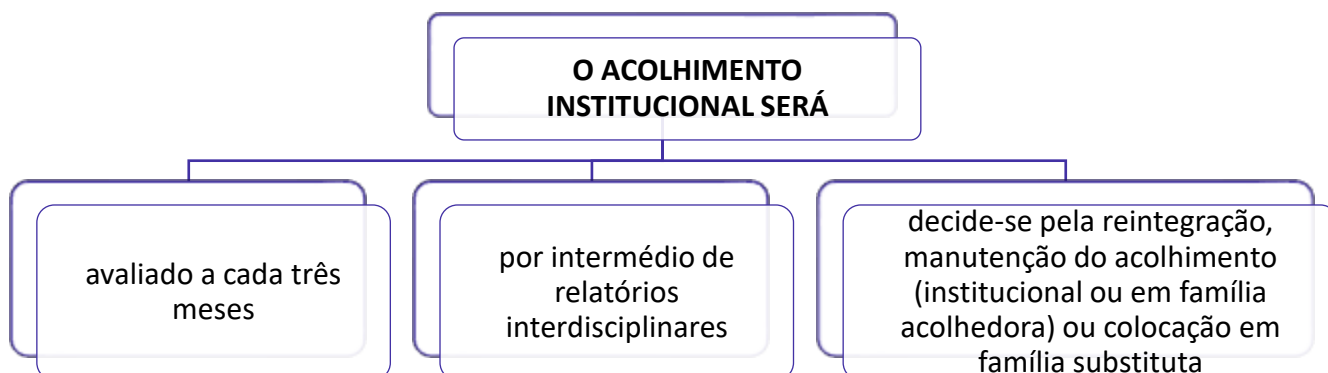 O ACOLHIMENTO
INSTITUCIONAL SERÁ
avaliado a cada três
meses
por intermédio de
relatórios
interdisciplinares
decide-se pela reintegração,
manutenção do acolhimento
(institucional ou em família
acolhedora) ou colocação em
família substituta